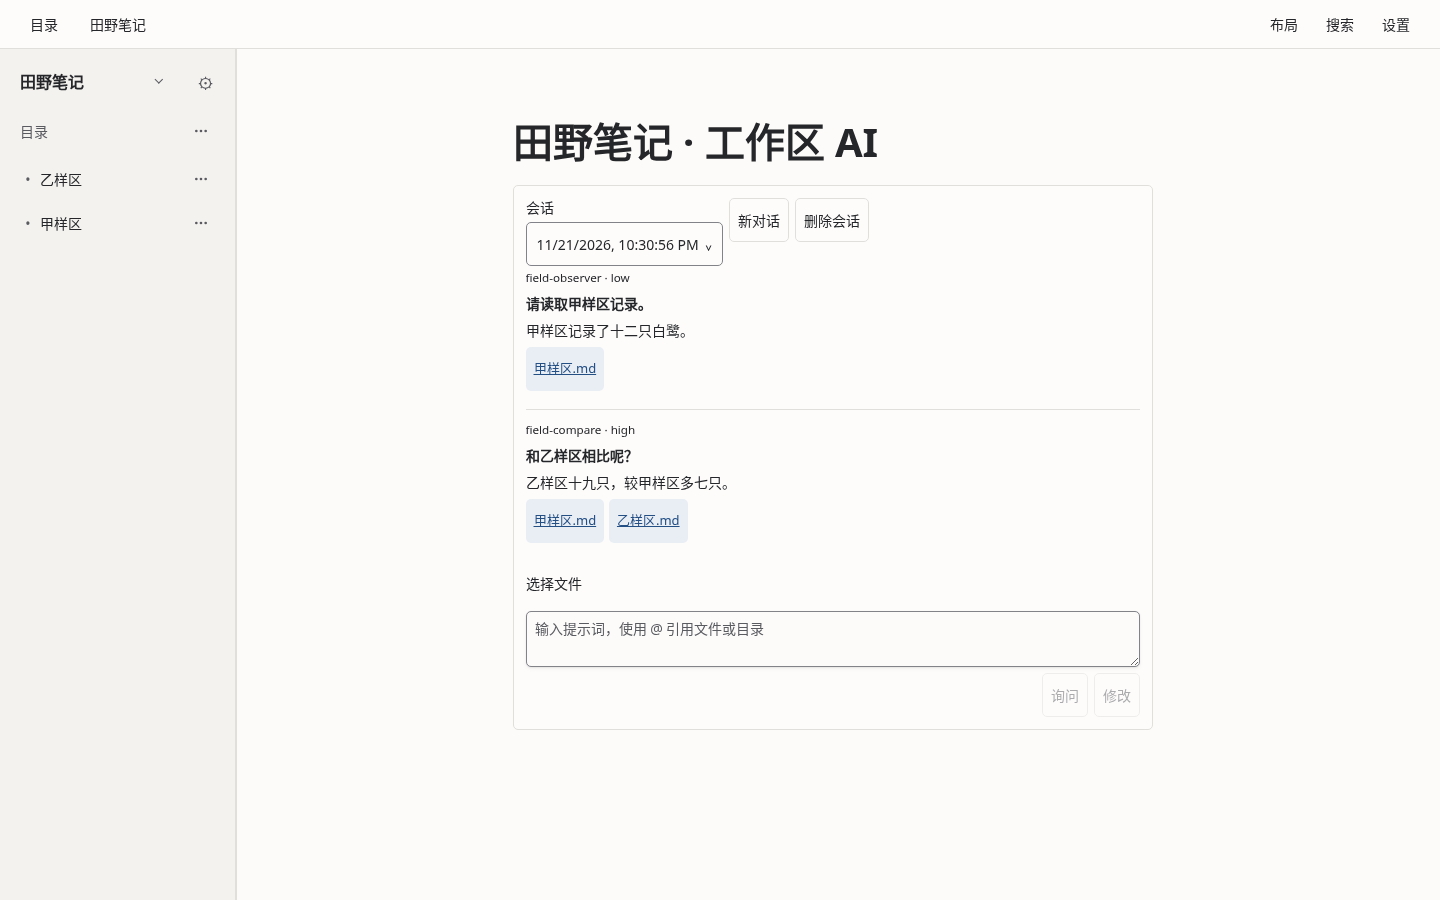 目录 田野笔记 布局 搜索 设置
田野笔记
目录
乙样区
甲样区
田野笔记 · 工作区 AI
会话
11/21/2026, 10:30:56 PM
新对话 删除会话
field-observer · low
请读取甲样区记录。
甲样区记录了十二只白鹭。
甲样区.md
field-compare · high
和乙样区相比呢？
乙样区十九只，较甲样区多七只。
甲样区.md 乙样区.md
选择文件
输入提示词，使用 @ 引用文件或目录
询问 修改